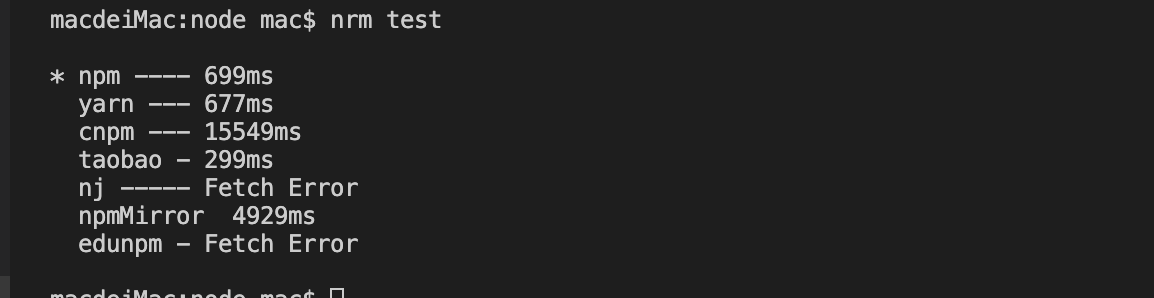 macdeiMac:node mac$ nrm test
* npm ---- 699ms
yarn --- 677ms
cnpm --- 15549ms
taobao - 299ms
nj ----- Fetch Error
npmMirror  4929ms
edunpm - Fetch Error
macdeiMac:node mac$